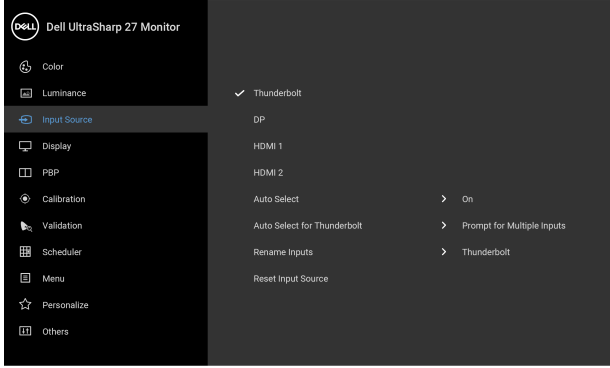 DELL Dell UltraSharp 27 Monitor
Color
Luminance
Input Source
Display
PBP
Calibration
Validation
Scheduler
Menu
Personalize
Others
Thunderbolt
DP
HDMI 1
HDMI 2
Auto Select On
Auto Select for Thunderbolt Prompt for Multiple Inputs
Rename Inputs Thunderbolt
Reset Input Source